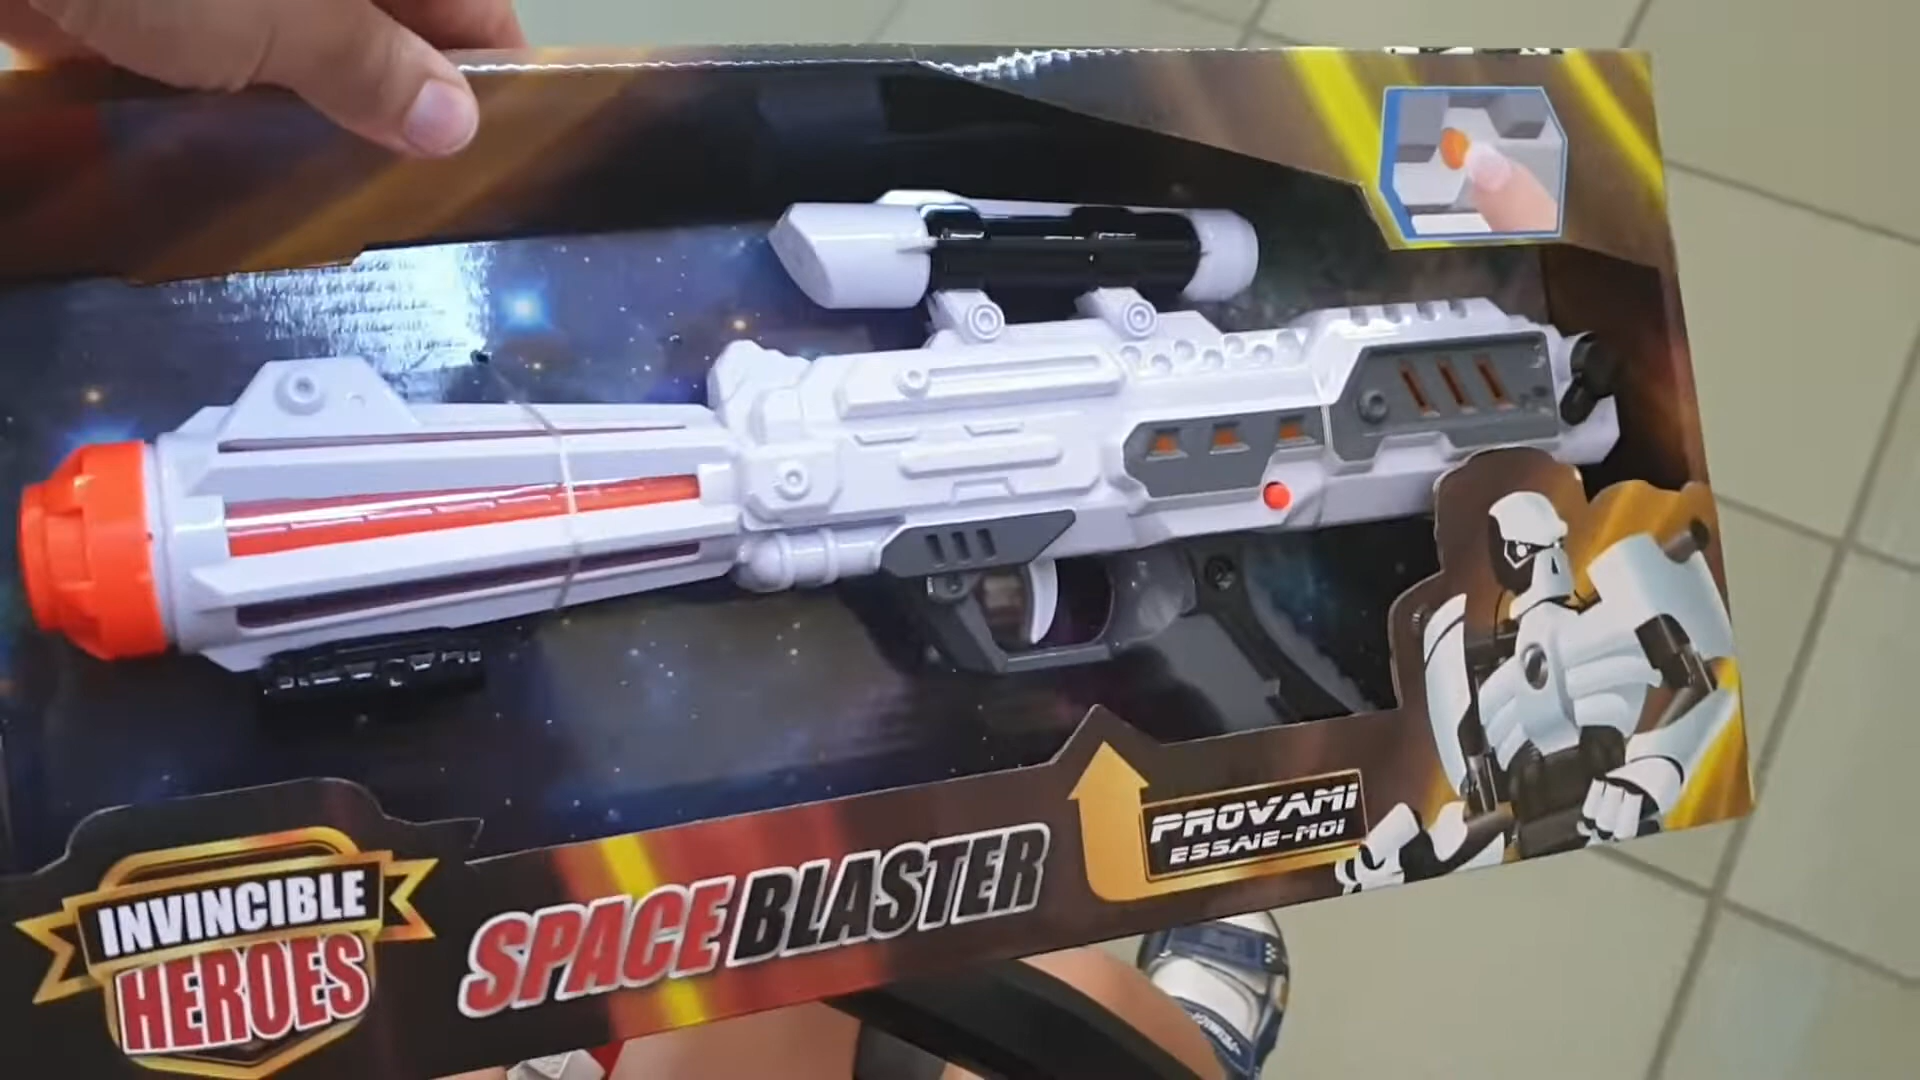 INVINCIBLE
HEROES
SPACE BLASTER
PROVAMI
ESSAIE-MOI